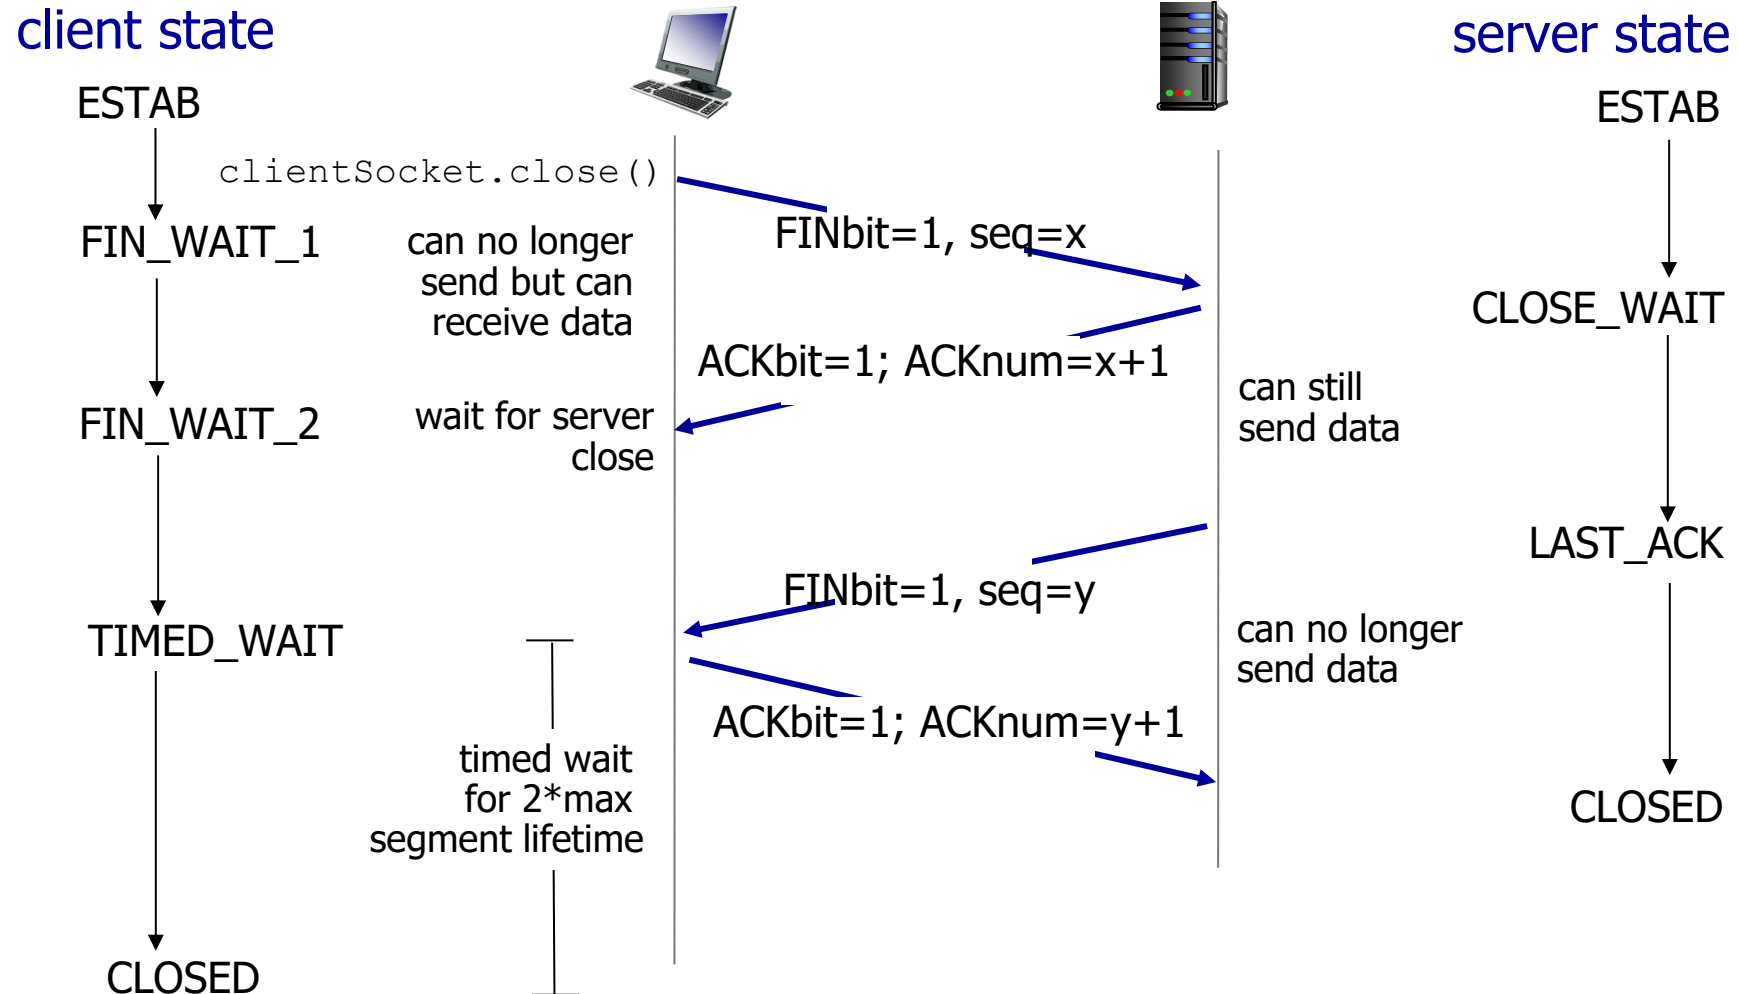 client state
server state
ESTAB
ESTAB
clientSocket.close()
FINbit=1, seq=x
FIN_WAIT_1
can no longer
send but can
receive data
CLOSE_WAIT
ACKbit=1; ACKnum=x+1
can still
send data
FIN_WAIT_2
wait for server
close
LAST_ACK
FINbit=1, seq=y
TIMED_WAIT
can no longer
send data
ACKbit=1; ACKnum=y+1
timed wait
for 2*max
segment lifetime
CLOSED
CLOSED